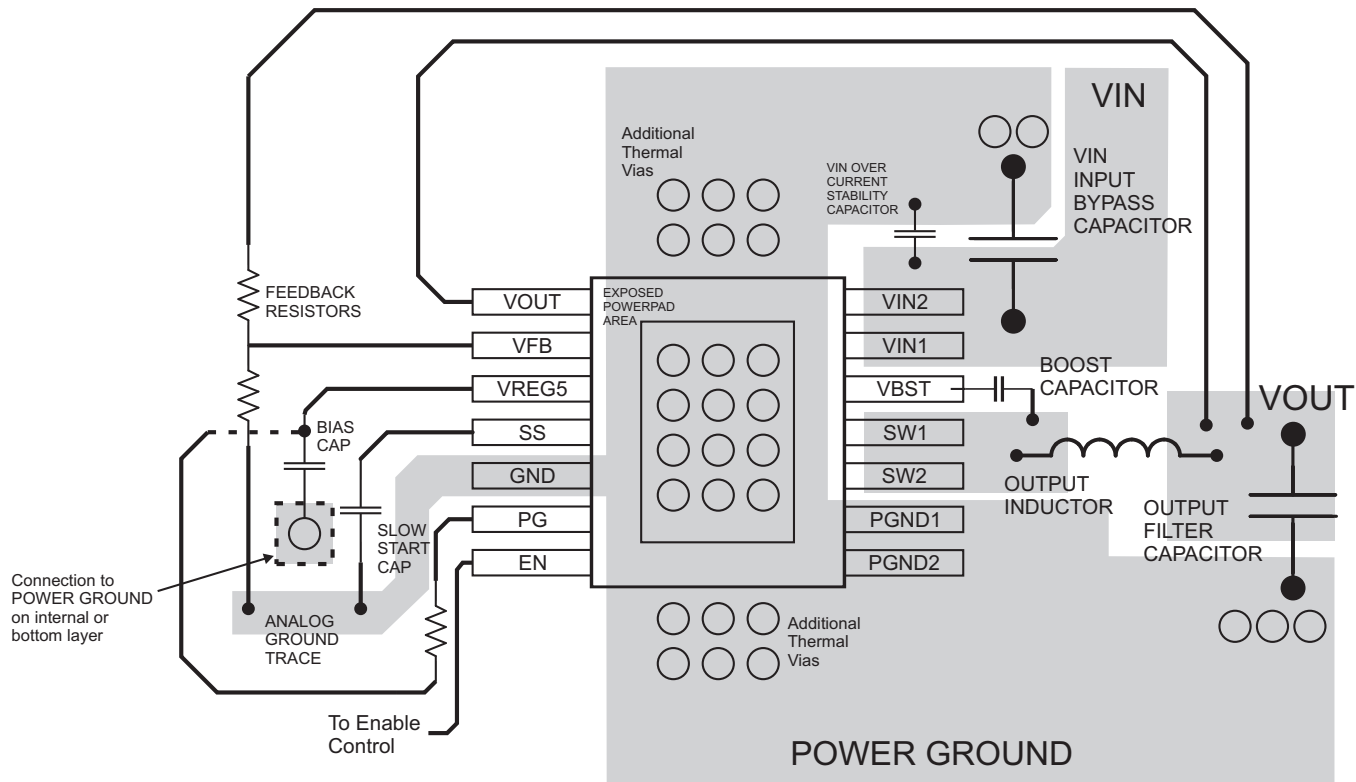 VIN
Additional
Thermal
Vias
VIN OVER
CURRENT
STABILITY
CAPACITOR
VIN
INPUT
BYPASS
CAPACITOR
FEEDBACK
RESISTORS
VOUT
VFB
VREG5
SS
GND
PG
EN
EXPOSED
POWERPAD
AREA
VIN2
VIN1
VBST
SW1
SW2
PGND1
PGND2
BOOST
CAPACITOR
VOUT
BIAS
CAP
SLOW
START
CAP
OUTPUT
INDUCTOR
OUTPUT
FILTER
CAPACITOR
Connection to
POWER GROUND
on internal or
bottom layer
ANALOG
GROUND
TRACE
Additional
Thermal
Vias
To Enable
Control
POWER GROUND